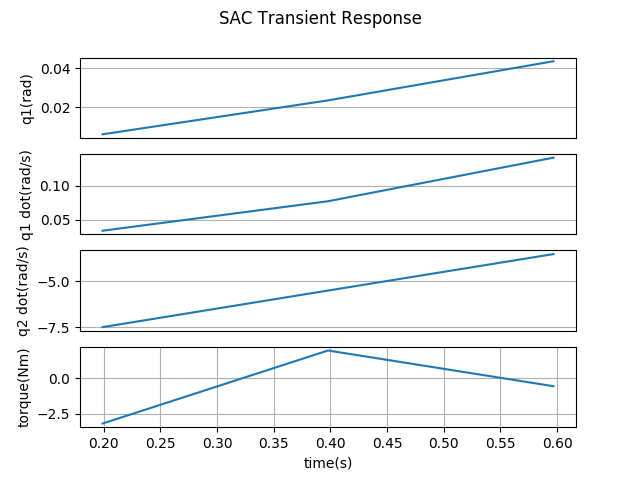 SAC Transient Response
0.04
0.02
q1(rad)
0.10
0.05
q1 dot(rad/s)
−5.0
−7.5
q2 dot(rad/s)
0.0
−2.5
torque(Nm)
0.20 0.25 0.30 0.35 0.40 0.45 0.50 0.55 0.60
time(s)